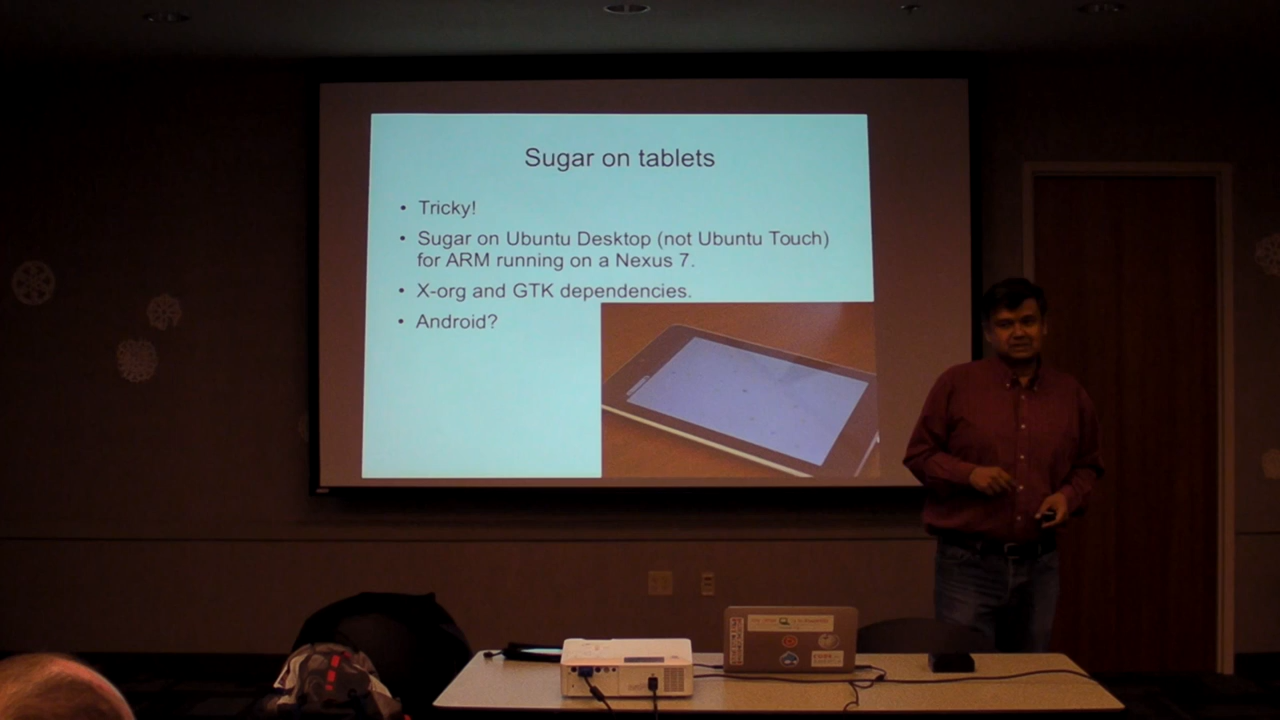 Sugar on tablets
• Tricky!
• Sugar on Ubuntu Desktop (not Ubuntu Touch)
for ARM running on a Nexus 7.
• X-org and GTK dependencies.
• Android?